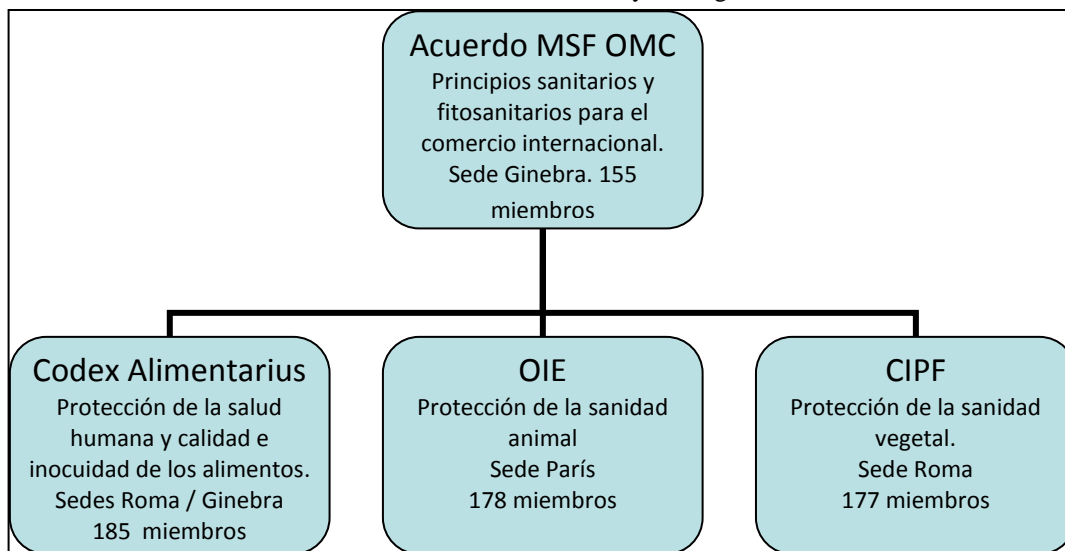 Acuerdo MSF OMC
Principios sanitarios y
fitosanitarios para el
comercio internacional.
Sede Ginebra. 155
miembros
Codex Alimentarius
Protección de la salud
humana y calidad e
inocuidad de los alimentos.
Sedes Roma / Ginebra
185 miembros
OIE
Protección de la sanidad
animal
Sede París
178 miembros
CIPF
Protección de la sanidad
vegetal.
Sede Roma
177 miembros